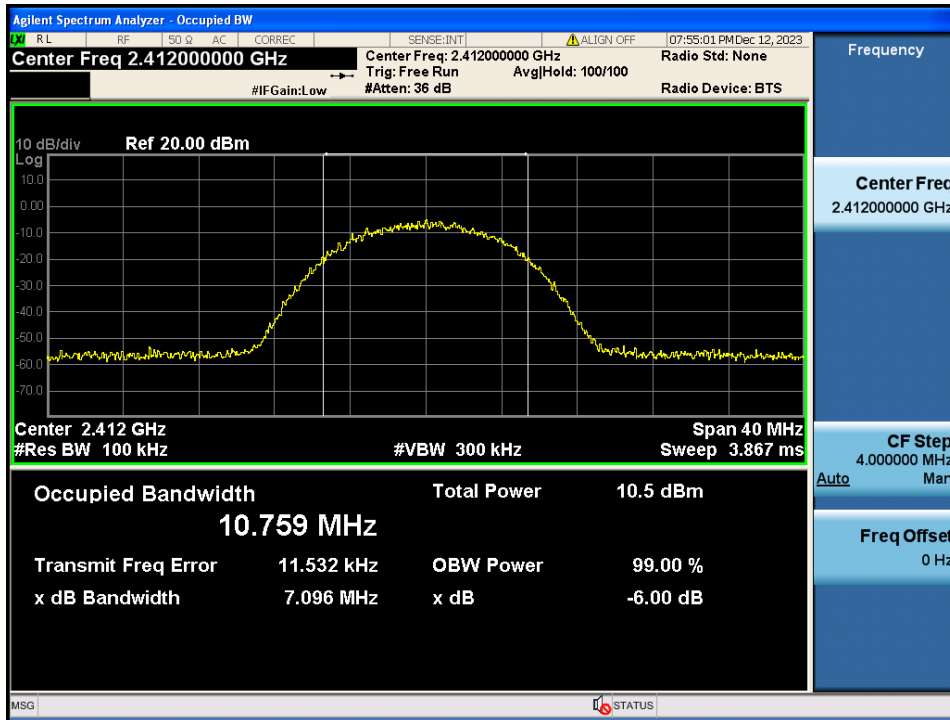 Agilent Spectrum Analyzer - Occupied BW
LXI RL RF 50 Ω AC CORREC SENSE:INT ALIGN OFF 07:55:01 PM Dec 12, 2023
Center Freq 2.412000000 GHz
Center Freq: 2.412000000 GHz Radio Std: None
Trig: Free Run Avg|Hold: 100/100
#IFGain:Low #Atten: 36 dB Radio Device: BTS
10 dB/div Ref 20.00 dBm
Log
10.0
0.00
-10.0
-20.0
-30.0
-40.0
-50.0
-60.0
-70.0
Center 2.412 GHz Span 40 MHz
#Res BW 100 kHz #VBW 300 kHz Sweep 3.867 ms
Occupied Bandwidth Total Power 10.5 dBm
10.759 MHz
Transmit Freq Error 11.532 kHz OBW Power 99.00 %
x dB Bandwidth 7.096 MHz x dB -6.00 dB
Frequency
Center Freq
2.412000000 GHz
CF Step
4.000000 MHz
Auto Man
Freq Offset
0 Hz
MSG STATUS